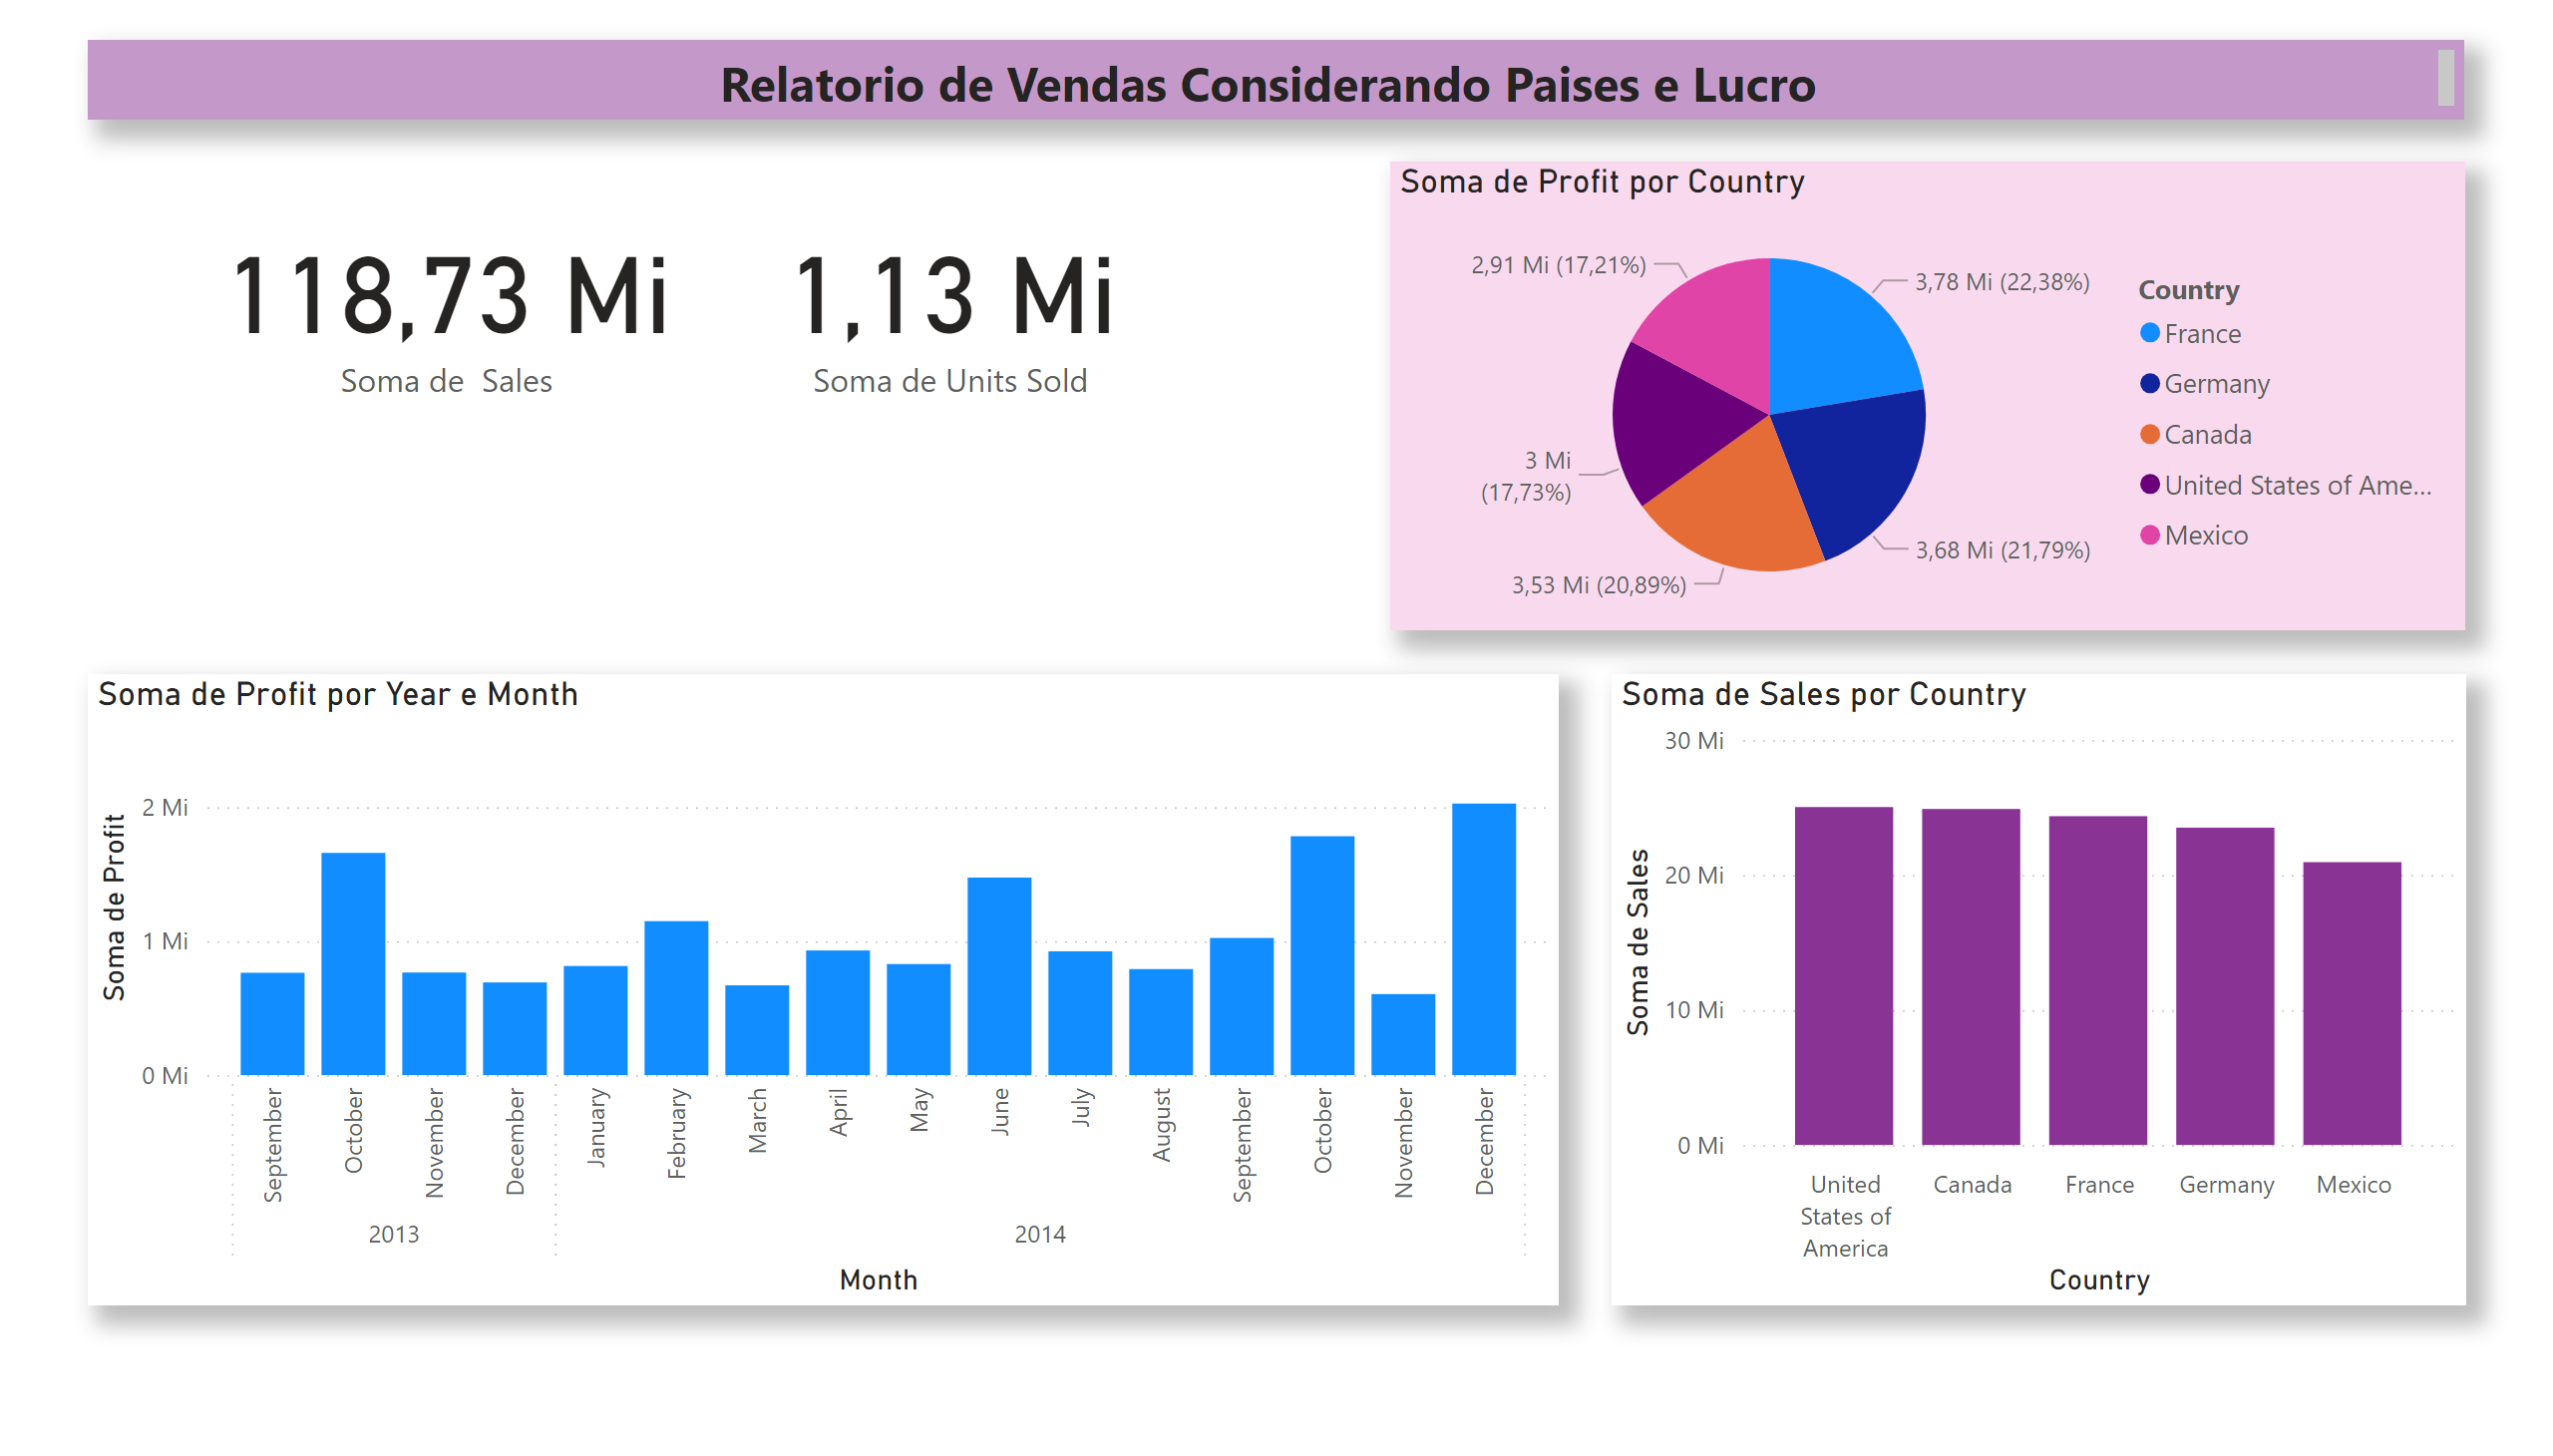 Relatorio de Vendas Considerando Paises e Lucro
118,73 Mi
Soma de  Sales
1,13 Mi
Soma de Units Sold
Soma de Profit por Country
2,91 Mi (17,21%)
3,78 Mi (22,38%)
3 Mi
(17,73%)
3,68 Mi (21,79%)
3,53 Mi (20,89%)
Country
France
Germany
Canada
United States of Ame...
Mexico
Soma de Profit por Year e Month
Soma de Profit
2 Mi
1 Mi
0 Mi
September
October
November
December
January
February
March
April
May
June
July
August
September
October
November
December
2013
2014
Month
Soma de Sales por Country
Soma de Sales
30 Mi
20 Mi
10 Mi
0 Mi
United
States of
America
Canada
France
Germany
Mexico
Country